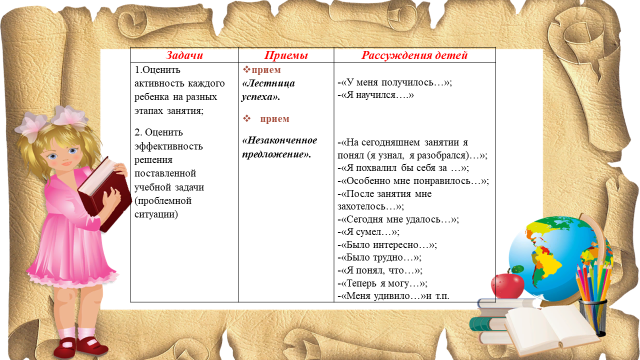 Задачи
Приемы
Рассуждения детей
1.Оценить
активность каждого
ребенка на разных
этапах занятия;
2. Оценить
эффективность
решения
поставленной
учебной задачи
(проблемной
ситуации)
❖прием
«Лестница
успеха».
❖ прием
«Незаконченное
предложение».
-«У меня получилось…»;
-«Я научился….»
-«На сегодняшнем занятии я
понял (я узнал, я разобрался)…»;
-«Я похвалил бы себя за …»;
-«Особенно мне понравилось…»;
-«После занятия мне
захотелось…»;
-«Сегодня мне удалось…»;
-«Я сумел…»;
-«Было интересно…»;
-«Было трудно…»;
-«Я понял, что…»;
-«Теперь я могу…»;
-«Меня удивило…»и т.п.